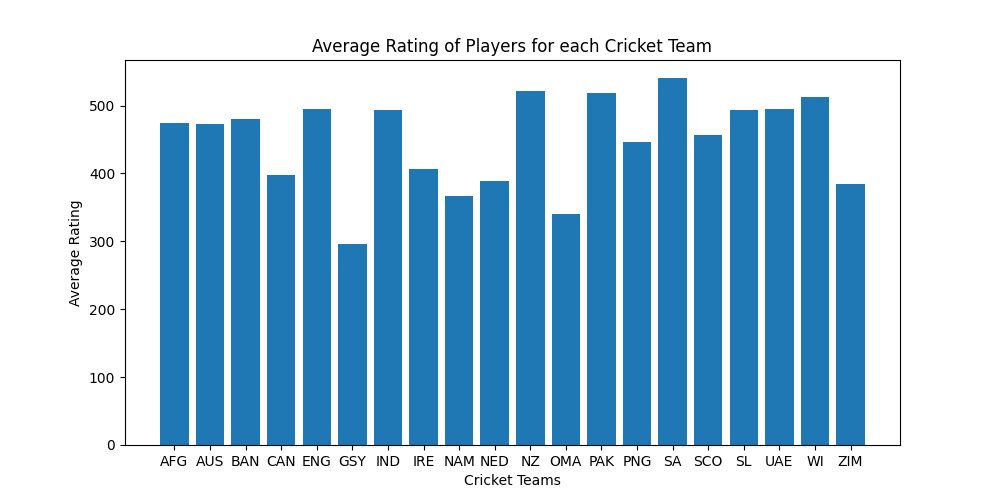 Average Rating of Players for each Cricket Team
Average Rating
500
400
300
200
100
0
AFG AUS BAN CAN ENG GSY IND IRE NAM NED NZ OMA PAK PNG SA SCO SL UAE WI ZIM
Cricket Teams